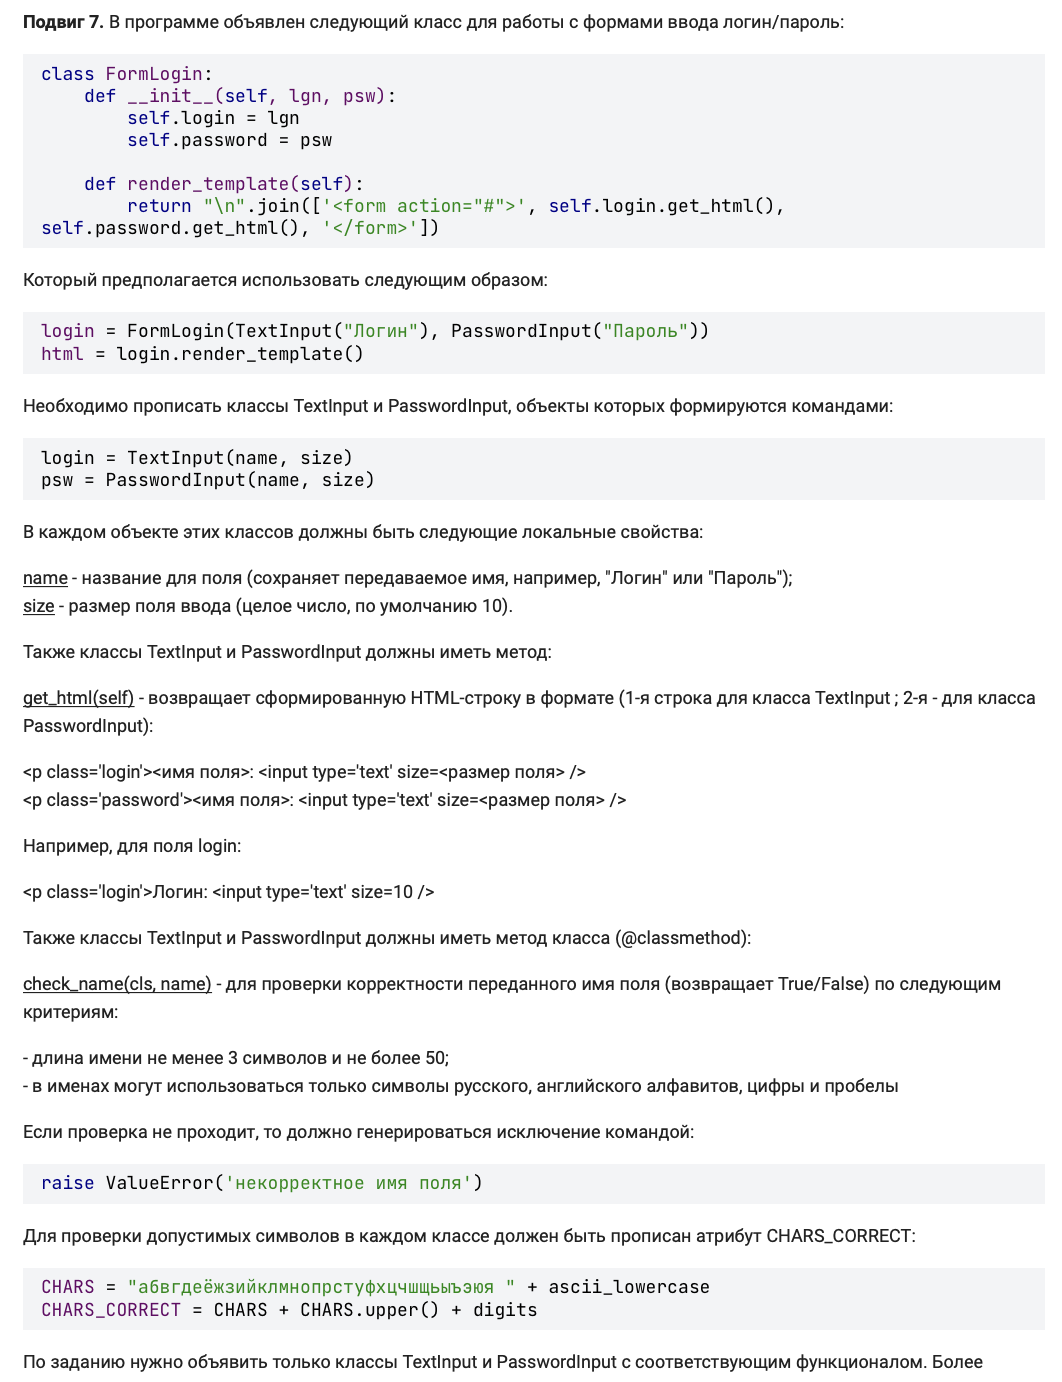 Подвиг 7. В программе объявлен следующий класс для работы с формами ввода логин/пароль:
class FormLogin:
    def __init__(self, lgn, psw):
        self.login = lgn
        self.password = psw
    def render_template(self):
        return "\n".join(['<form action="#">', self.login.get_html(),
self.password.get_html(), '</form>'])
Который предполагается использовать следующим образом:
login = FormLogin(TextInput("Логин"), PasswordInput("Пароль"))
html = login.render_template()
Необходимо прописать классы TextInput и PasswordInput, объекты которых формируются командами:
login = TextInput(name, size)
psw = PasswordInput(name, size)
В каждом объекте этих классов должны быть следующие локальные свойства:
name - название для поля (сохраняет передаваемое имя, например, "Логин" или "Пароль");
size - размер поля ввода (целое число, по умолчанию 10).
Также классы TextInput и PasswordInput должны иметь метод:
get_html(self) - возвращает сформированную HTML-строку в формате (1-я строка для класса TextInput ; 2-я - для класса
PasswordInput):
<p class='login'><имя поля>: <input type='text' size=<размер поля> />
<p class='password'><имя поля>: <input type='text' size=<размер поля> />
Например, для поля login:
<p class='login'>Логин: <input type='text' size=10 />
Также классы TextInput и PasswordInput должны иметь метод класса (@classmethod):
check_name(cls, name) - для проверки корректности переданного имя поля (возвращает True/False) по следующим
критериям:
- длина имени не менее 3 символов и не более 50;
- в именах могут использоваться только символы русского, английского алфавитов, цифры и пробелы
Если проверка не проходит, то должно генерироваться исключение командой:
raise ValueError('некорректное имя поля')
Для проверки допустимых символов в каждом классе должен быть прописан атрибут CHARS_CORRECT:
CHARS = "абвгдеёжзийклмнопрстуфхцчшщьыъэюя " + ascii_lowercase
CHARS_CORRECT = CHARS + CHARS.upper() + digits
По заданию нужно объявить только классы TextInput и PasswordInput с соответствующим функционалом. Более